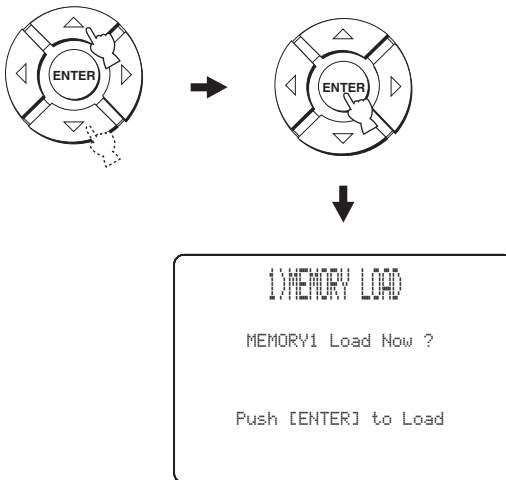 ENTER
ENTER
1)MEMORY LOAD
MEMORY1 Load Now ?
Push [ENTER] to Load